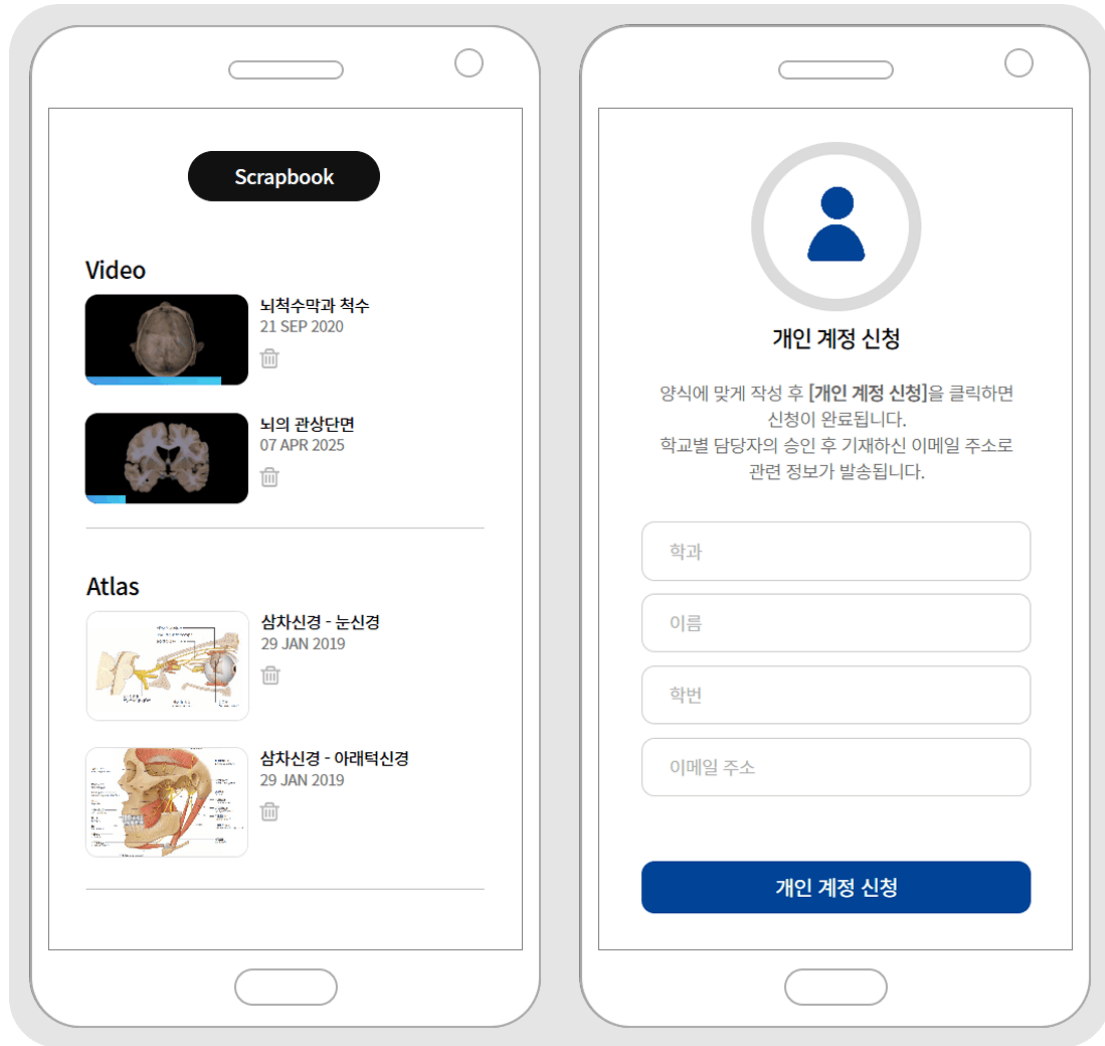 Scrapbook
Video
뇌척수막과 척수
21 SEP 2020
뇌의 관상단면
07 APR 2025
Atlas
삼차신경 - 눈신경
29 JAN 2019
삼차신경 - 아래턱신경
29 JAN 2019
개인 계정 신청
양식에 맞게 작성 후 [개인 계정 신청]을 클릭하면
신청이 완료됩니다.
학교별 담당자의 승인 후 기재하신 이메일 주소로
관련 정보가 발송됩니다.
학과
이름
학번
이메일 주소
개인 계정 신청